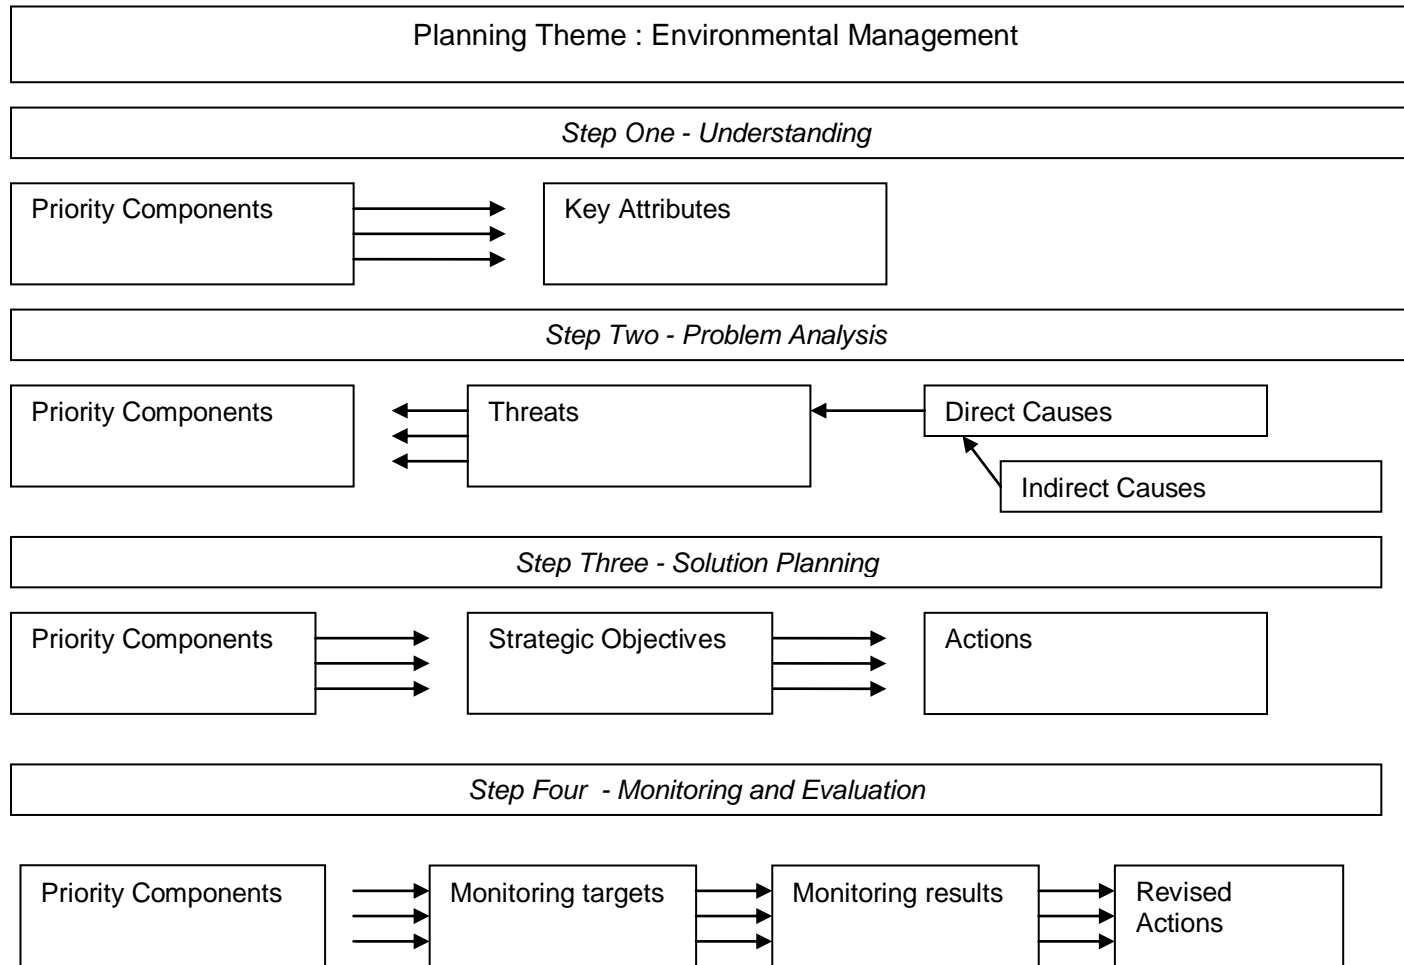 Planning Theme : Environmental Management
Step One - Understanding
Priority Components
Key Attributes
Step Two - Problem Analysis
Priority Components
Threats
Direct Causes
Indirect Causes
Step Three - Solution Planning
Priority Components
Strategic Objectives
Actions
Step Four  - Monitoring and Evaluation
Priority Components
Monitoring targets
Monitoring results
Revised
Actions